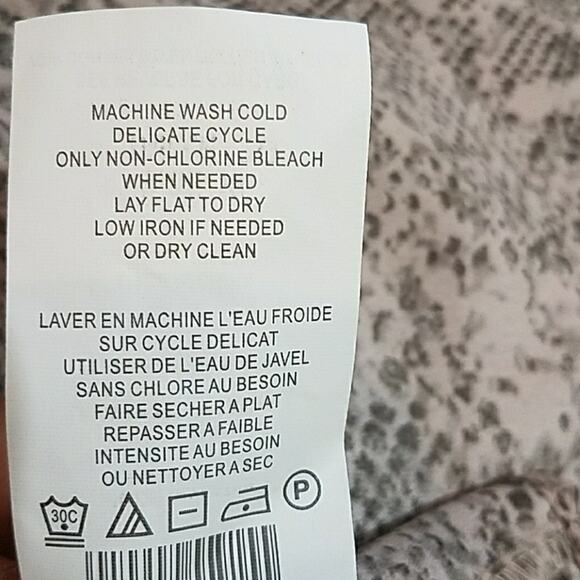 MACHINE WASH COLD
DELICATE CYCLE
ONLY NON-CHLORINE BLEACH
WHEN NEEDED
LAY FLAT TO DRY
LOW IRON IF NEEDED
OR DRY CLEAN
LAVER EN MACHINE L'EAU FROIDE
SUR CYCLE DELICAT
UTILISER DE L'EAU DE JAVEL
SANS CHLORE AU BESOIN
FAIRE SECHER A PLAT
REPASSER A FAIBLE
INTENSITE AU BESOIN
OU NETTOYER A SEC
30C P